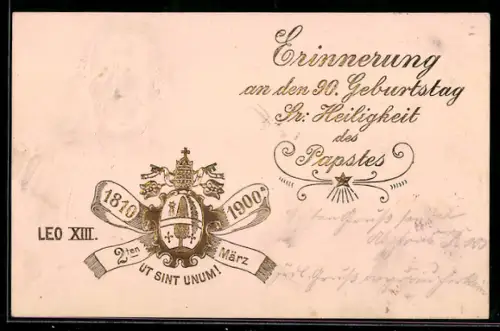 Erinnerung
an den 90. Geburtstag
Sr: Heiligkeit
des
Papstes
1810 1900
LEO XIII.
2ten März
UT SINT UNUM!